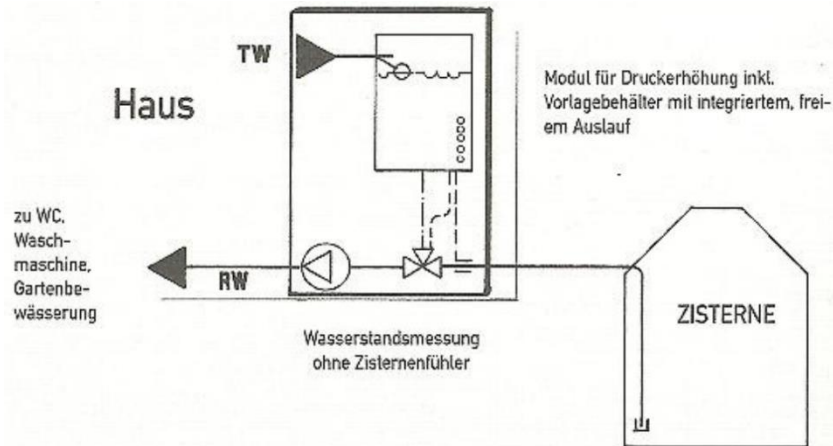 TW
Haus
Modul für Druckerhöhung inkl.
Vorlagebehälter mit integriertem, frei-
em Auslauf
zu WC,
Wasch-
maschine,
Gartenbe-
wässerung
RW
ZISTERNE
Wasserstandsmessung
ohne Zisternenfühler